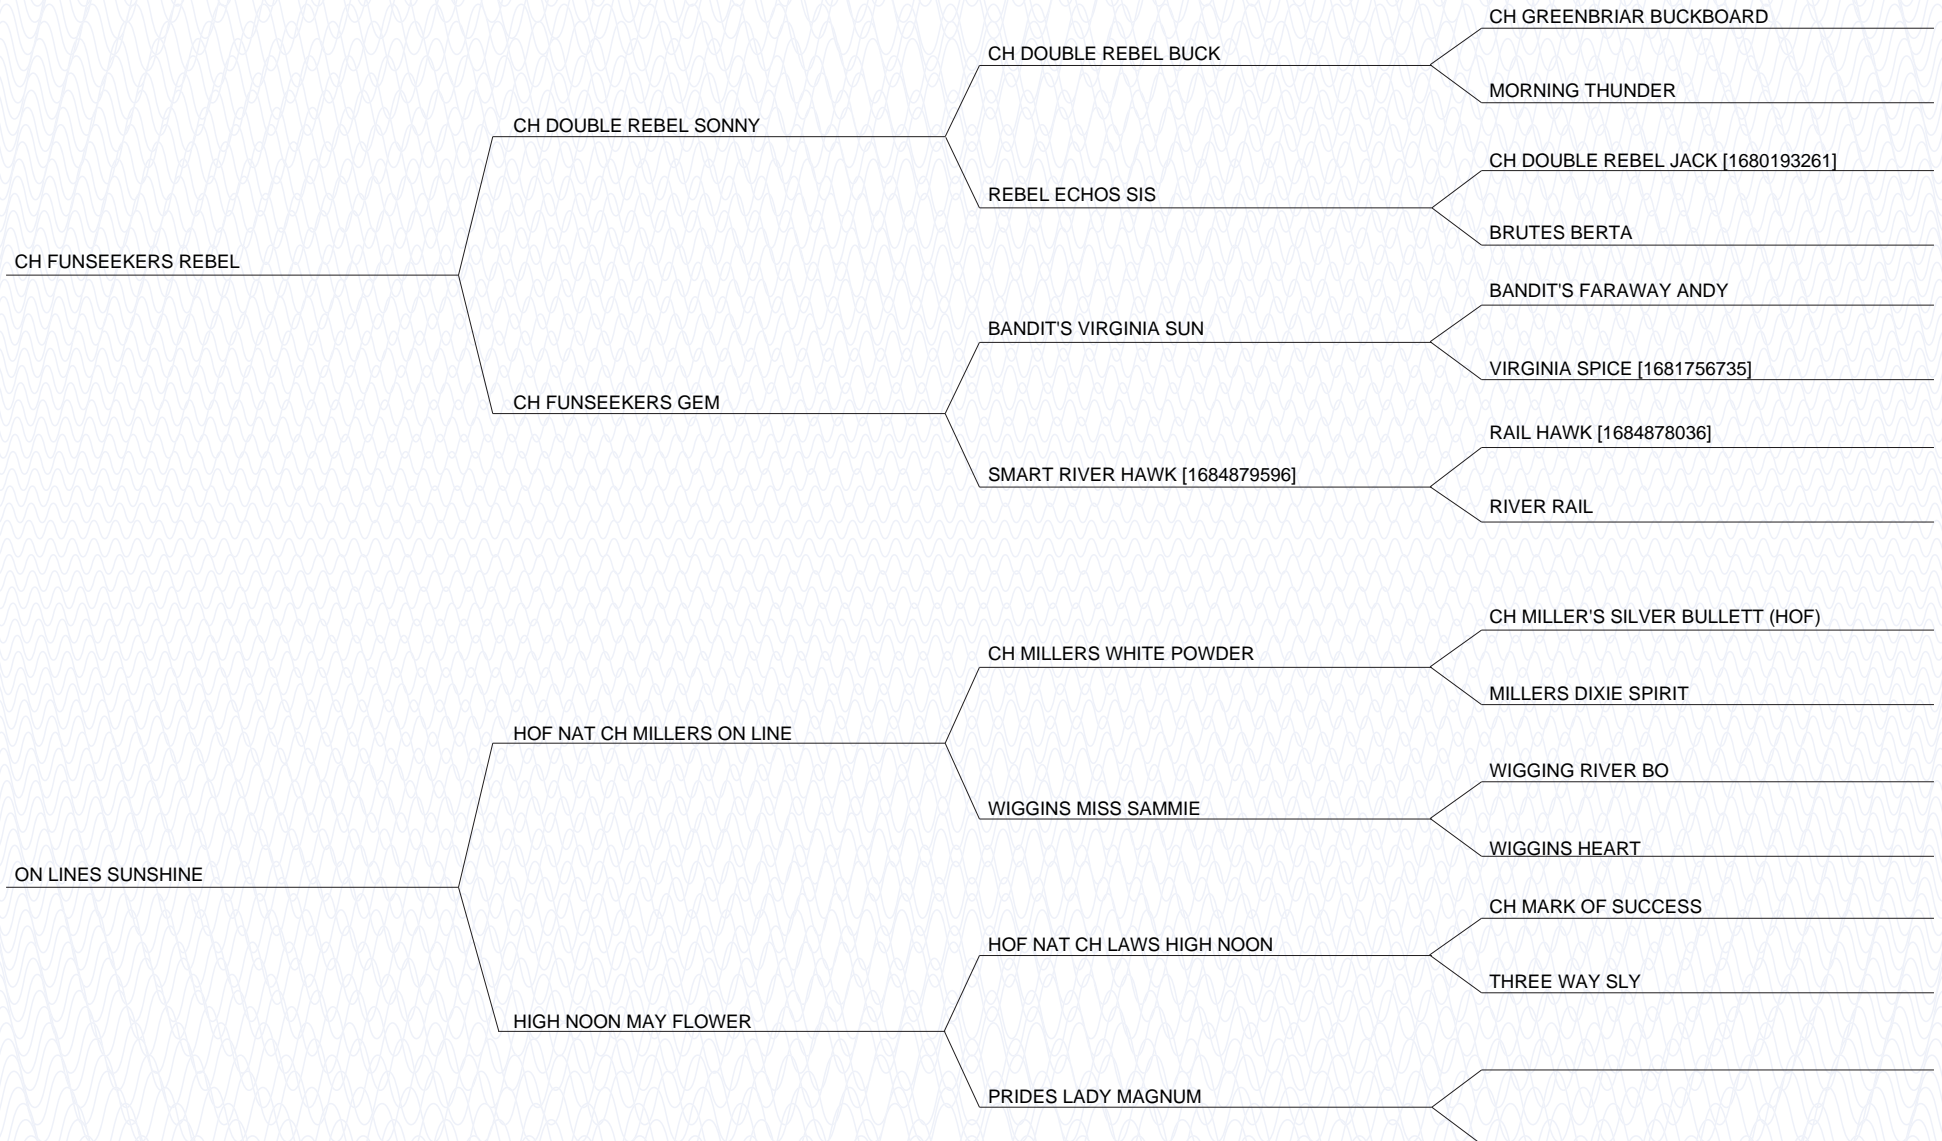 CH GREENBRIAR BUCKBOARD
CH DOUBLE REBEL BUCK
MORNING THUNDER
CH DOUBLE REBEL SONNY
CH DOUBLE REBEL JACK [1680193261]
REBEL ECHOS SIS
BRUTES BERTA
CH FUNSEEKERS REBEL
BANDIT'S FARAWAY ANDY
BANDIT'S VIRGINIA SUN
VIRGINIA SPICE [1681756735]
CH FUNSEEKERS GEM
RAIL HAWK [1684878036]
SMART RIVER HAWK [1684879596]
RIVER RAIL
CH MILLER'S SILVER BULLETT (HOF)
CH MILLERS WHITE POWDER
MILLERS DIXIE SPIRIT
HOF NAT CH MILLERS ON LINE
WIGGING RIVER BO
WIGGINS MISS SAMMIE
WIGGINS HEART
ON LINES SUNSHINE
CH MARK OF SUCCESS
HOF NAT CH LAWS HIGH NOON
THREE WAY SLY
HIGH NOON MAY FLOWER
PRIDES LADY MAGNUM